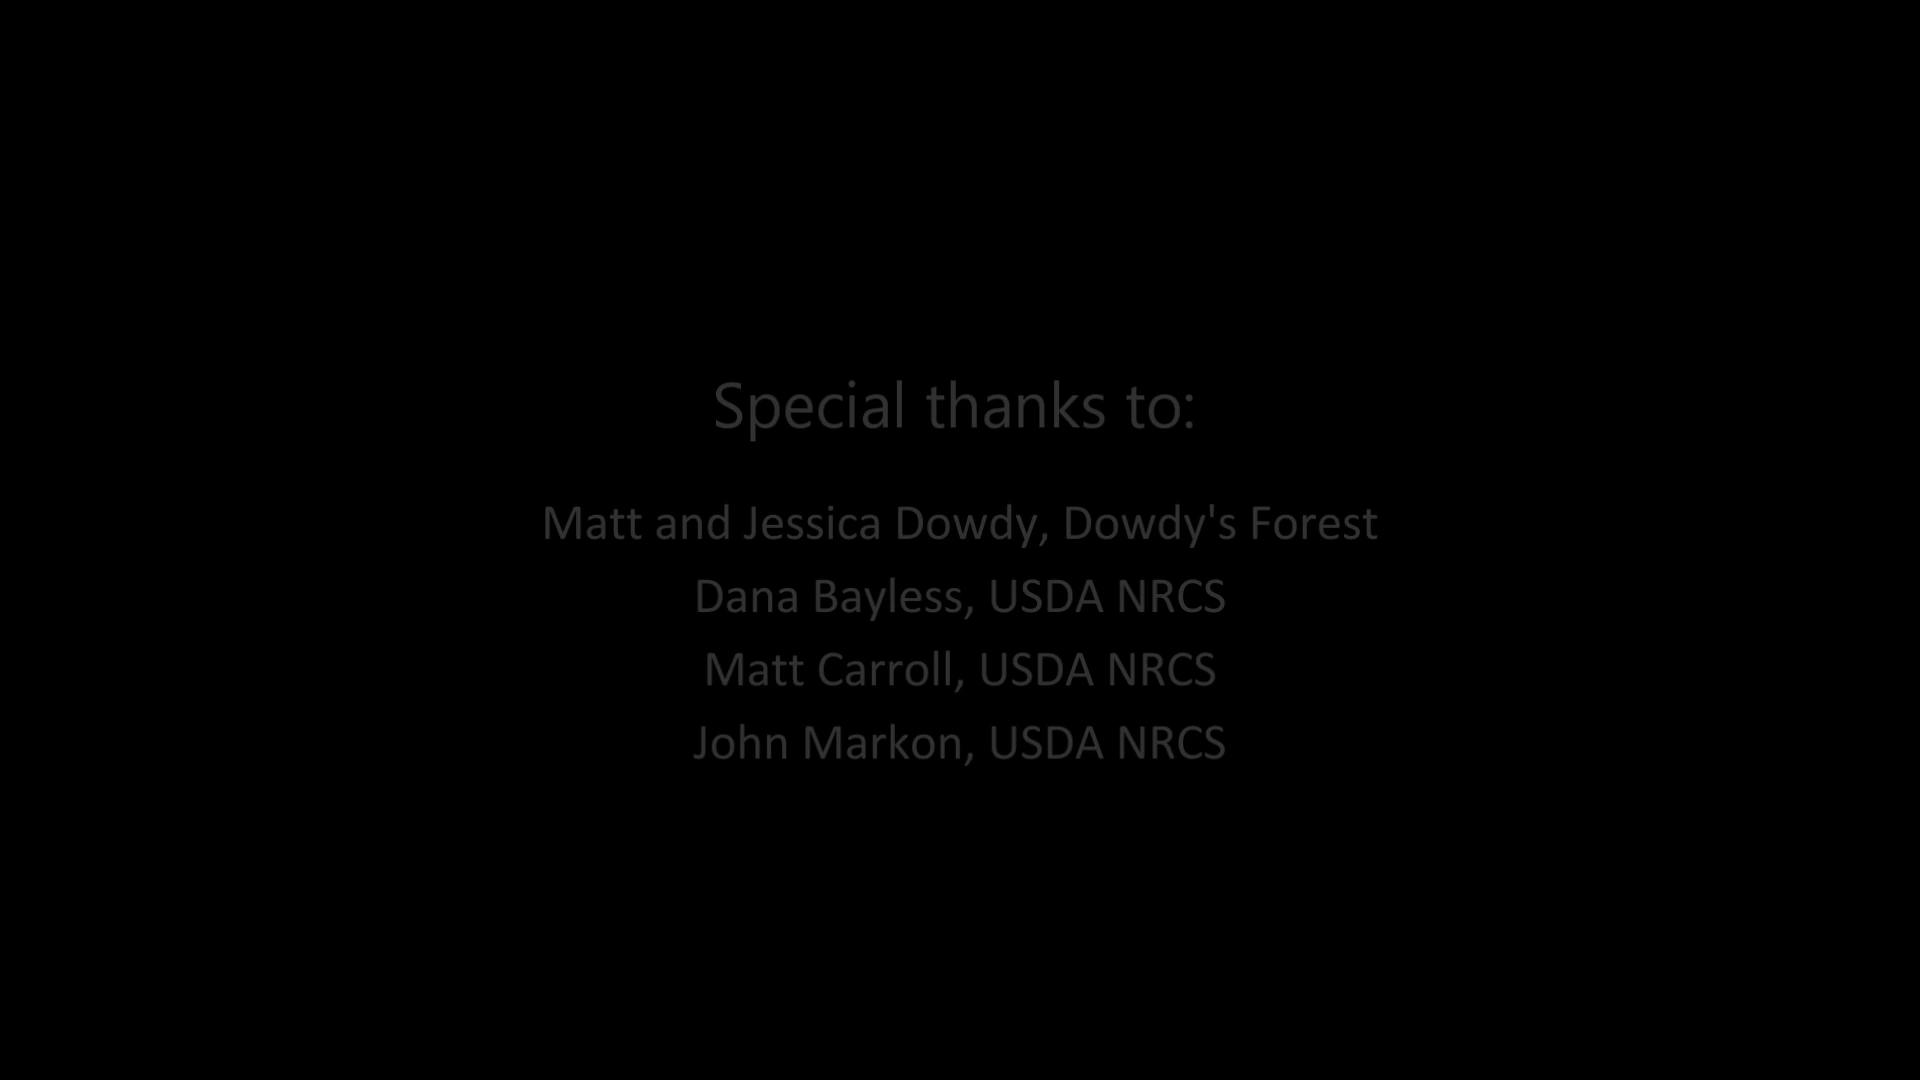 Special thanks to:
Matt and Jessica Dowdy, Dowdy's Forest
Dana Bayless, USDA NRCS
Matt Carroll, USDA NRCS
John Markon, USDA NRCS